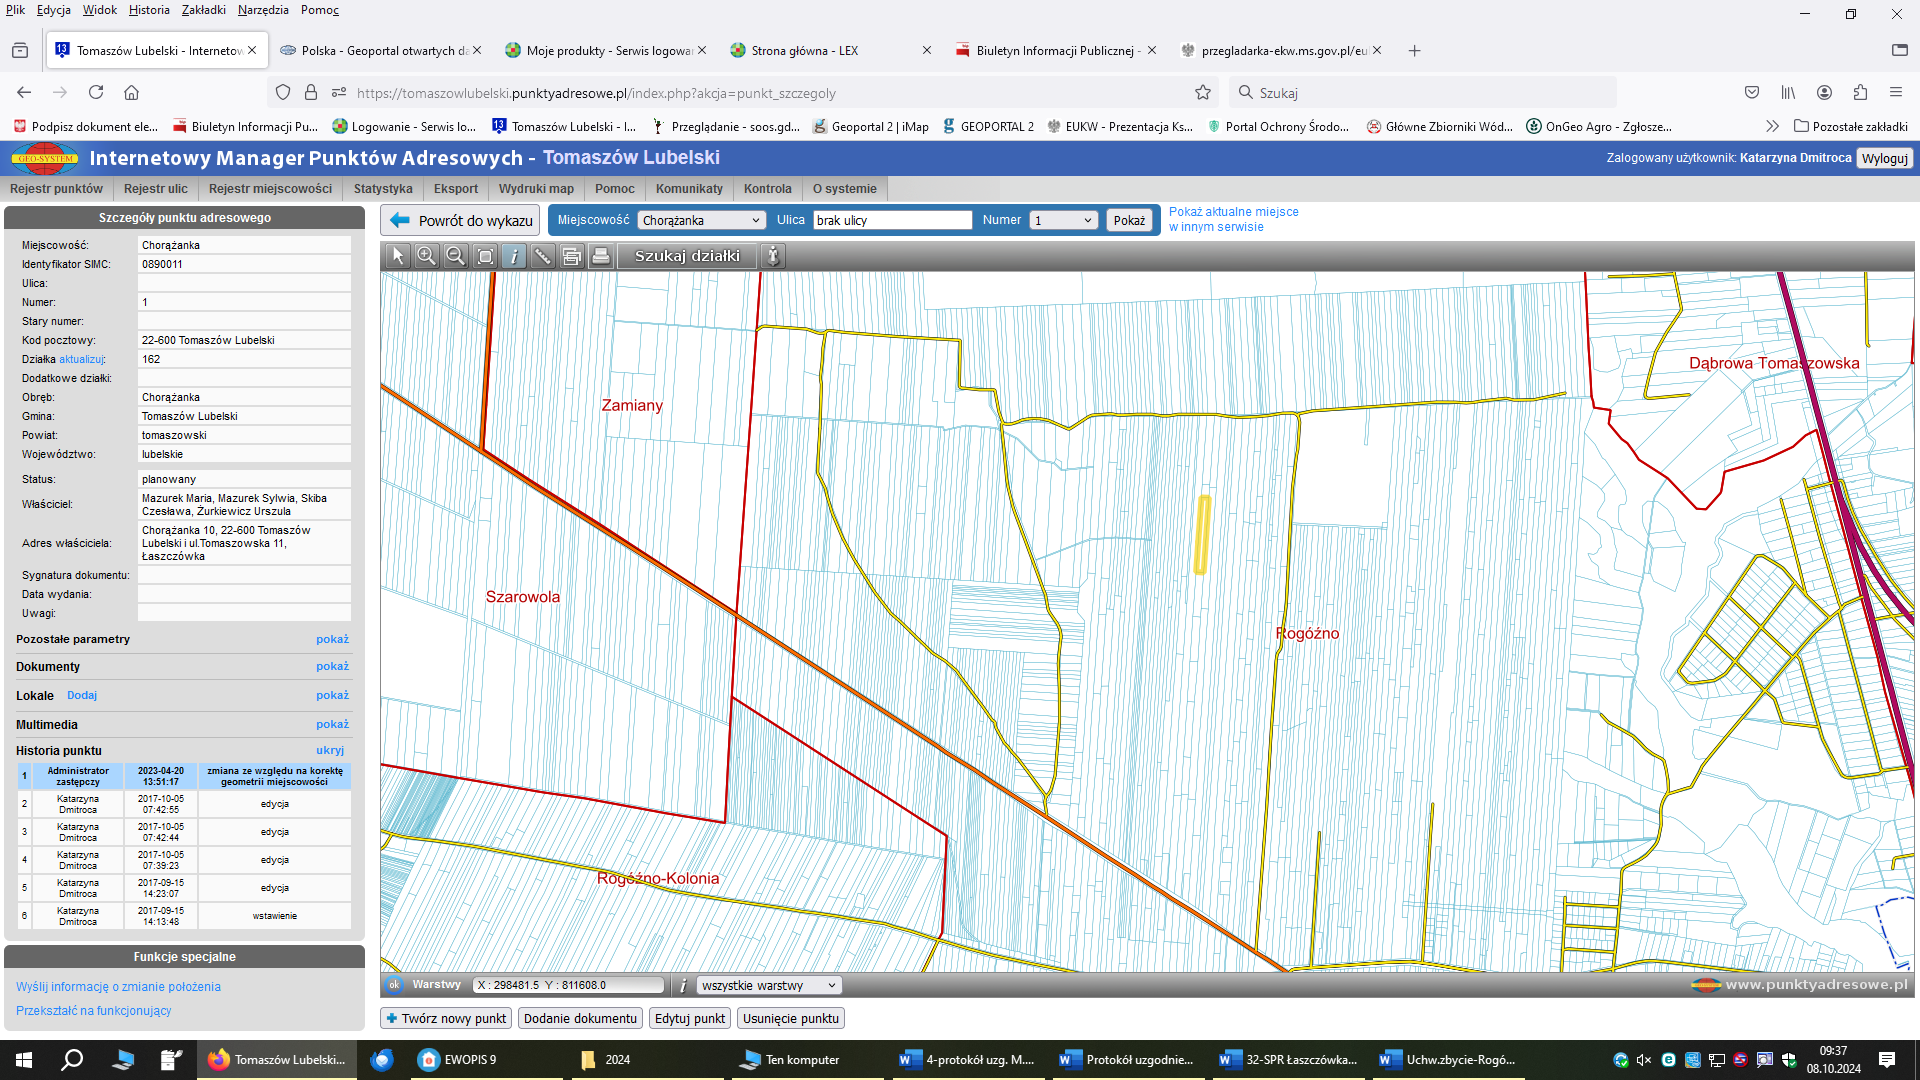 Plik Edycja Widok Historia Zakładki Narzędzia Pomoc
Tomaszów Lubelski - Internetow
Polska - Geoportal otwartych da
Moje produkty - Serwis logowan
Strona główna - LEX
Biuletyn Informacji Publicznej -
przegladarka-ekw.ms.gov.pl/eu
https://tomaszowlubelski.punktyadresowe.pl/index.php?akcja=punkt_szczegoly
Szukaj
Podpisz dokument ele...
Biuletyn Informacji Pu...
Logowanie - Serwis lo...
Tomaszów Lubelski - I...
Przeglądanie - soos.gd...
Geoportal 2 | iMap
GEOPORTAL 2
EUKW - Prezentacja Ks...
Portal Ochrony Środo...
Główne Zbiorniki Wód...
OnGeo Agro - Zgłosze...
Pozostałe zakładki
GEO-SYSTEM
Internetowy Manager Punktów Adresowych - Tomaszów Lubelski
Zalogowany użytkownik: Katarzyna Dmitroca
Wyloguj
Rejestr punktów
Rejestr ulic
Rejestr miejscowości
Statystyka
Eksport
Wydruki map
Pomoc
Komunikaty
Kontrola
O systemie
Szczegóły punktu adresowego
Miejscowość: Chorążanka
Identyfikator SIMC: 0890011
Ulica:
Numer: 1
Stary numer:
Kod pocztowy: 22-600 Tomaszów Lubelski
Działka aktualizuj: 162
Dodatkowe działki:
Obręb: Chorążanka
Gmina: Tomaszów Lubelski
Powiat: tomaszowski
Województwo: lubelskie
Status: planowany
Właściciel: Mazurek Maria, Mazurek Sylwia, Skiba
Czesława, Żurkiewicz Urszula
Adres właściciela: Chorążanka 10, 22-600 Tomaszów
Lubelski i ul.Tomaszowska 11,
Łaszczówka
Sygnatura dokumentu:
Data wydania:
Uwagi:
Pozostałe parametry pokaż
Dokumenty pokaż
Lokale Dodaj pokaż
Multimedia pokaż
Historia punktu ukryj
1 Administrator zastępczy 2023-04-20 13:51:17 zmiana ze względu na korektę geometrii miejscowości
2 Katarzyna Dmitroca 2017-10-05 07:42:55 edycja
3 Katarzyna Dmitroca 2017-10-05 07:42:44 edycja
4 Katarzyna Dmitroca 2017-10-05 07:39:23 edycja
5 Katarzyna Dmitroca 2017-09-15 14:23:07 edycja
6 Katarzyna Dmitroca 2017-09-15 14:13:48 wstawienie
Funkcje specjalne
Wyślij informację o zmianie położenia
Przekształć na funkcjonujący
Powrót do wykazu
Miejscowość Chorążanka Ulica brak ulicy Numer 1 Pokaż
Pokaż aktualne miejsce
w innym serwisie
Szukaj działki
Dąbrowa Tomaszowska
Zamiany
Szarowola
Rogóźno
Rogóźno-Kolonia
ok Warstwy X : 298481.5 Y : 811608.0 i wszystkie warstwy
www.punktyadresowe.pl
Twórz nowy punkt
Dodanie dokumentu
Edytuj punkt
Usunięcie punktu
Tomaszów Lubelski...
EWOPIS 9
2024
Ten komputer
4-protokół uzg. M....
Protokół uzgodnie...
32-SPR Łaszczówka...
Uchw.zbycie-Rogó...
09:37
08.10.2024